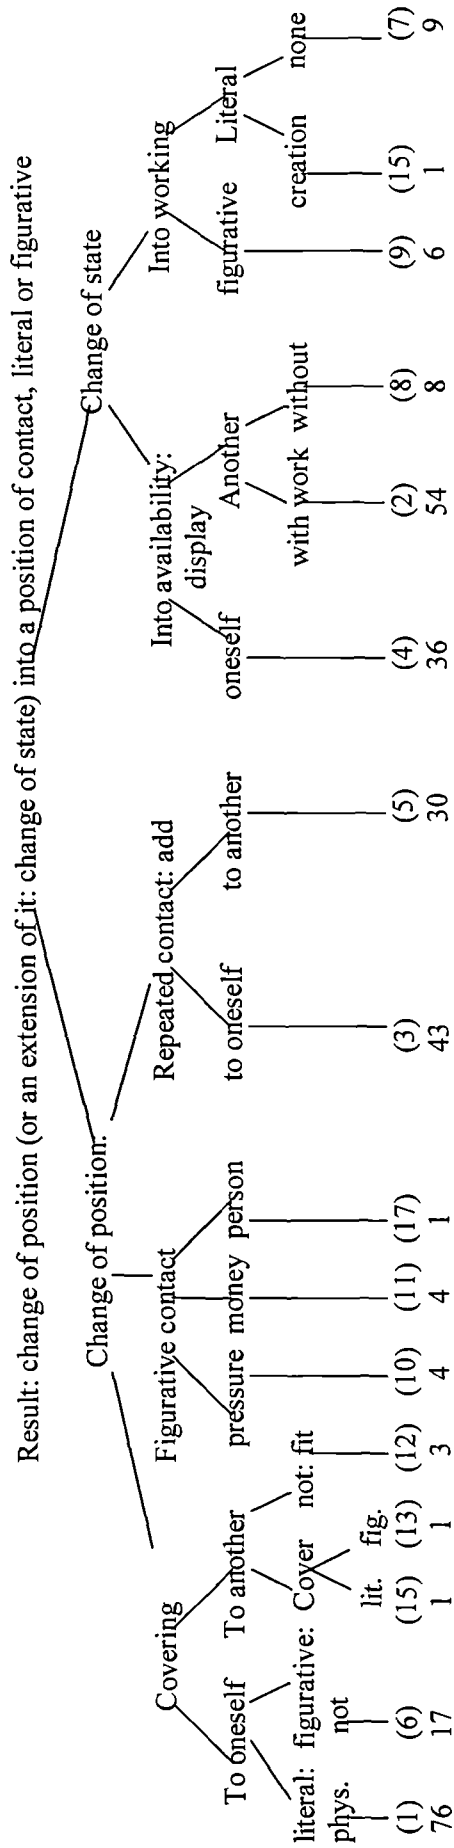 Result: change of position (or an extension of it: change of state) into a position of contact, literal or figurative
Change of position: Change of state
Covering Figurative contact Repeated contact: add Into availability: display Into working
To oneself To another pressure money person to oneself to another oneself Another figurative Literal
literal: phys. figurative: not Cover not: fit with work without creation none
lit. fig.
(1) (6) (15) (13) (12) (10) (11) (17) (3) (5) (4) (2) (8) (9) (15) (7)
76 17 1 1 3 4 4 1 43 30 36 54 8 6 1 9